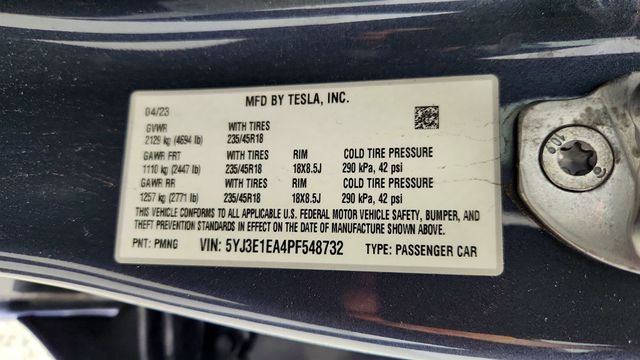 MFD BY TESLA, INC.
04/23
GVWR WITH TIRES
2129 kg (4694 lb) 235/45R18
GAWR FRT WITH TIRES RIM COLD TIRE PRESSURE
1110 kg (2447 lb) 235/45R18 18X8.5J 290 kPa, 42 psi
GAWR RR WITH TIRES RIM COLD TIRE PRESSURE
1257 kg (2771 lb) 235/45R18 18X8.5J 290 kPa, 42 psi
THIS VEHICLE CONFORMS TO ALL APPLICABLE U.S. FEDERAL MOTOR VEHICLE SAFETY, BUMPER, AND
THEFT PREVENTION STANDARDS IN EFFECT ON THE DATE OF MANUFACTURE SHOWN ABOVE.
PNT: PMNG VIN: 5YJ3E1EA4PF548732 TYPE: PASSENGER CAR